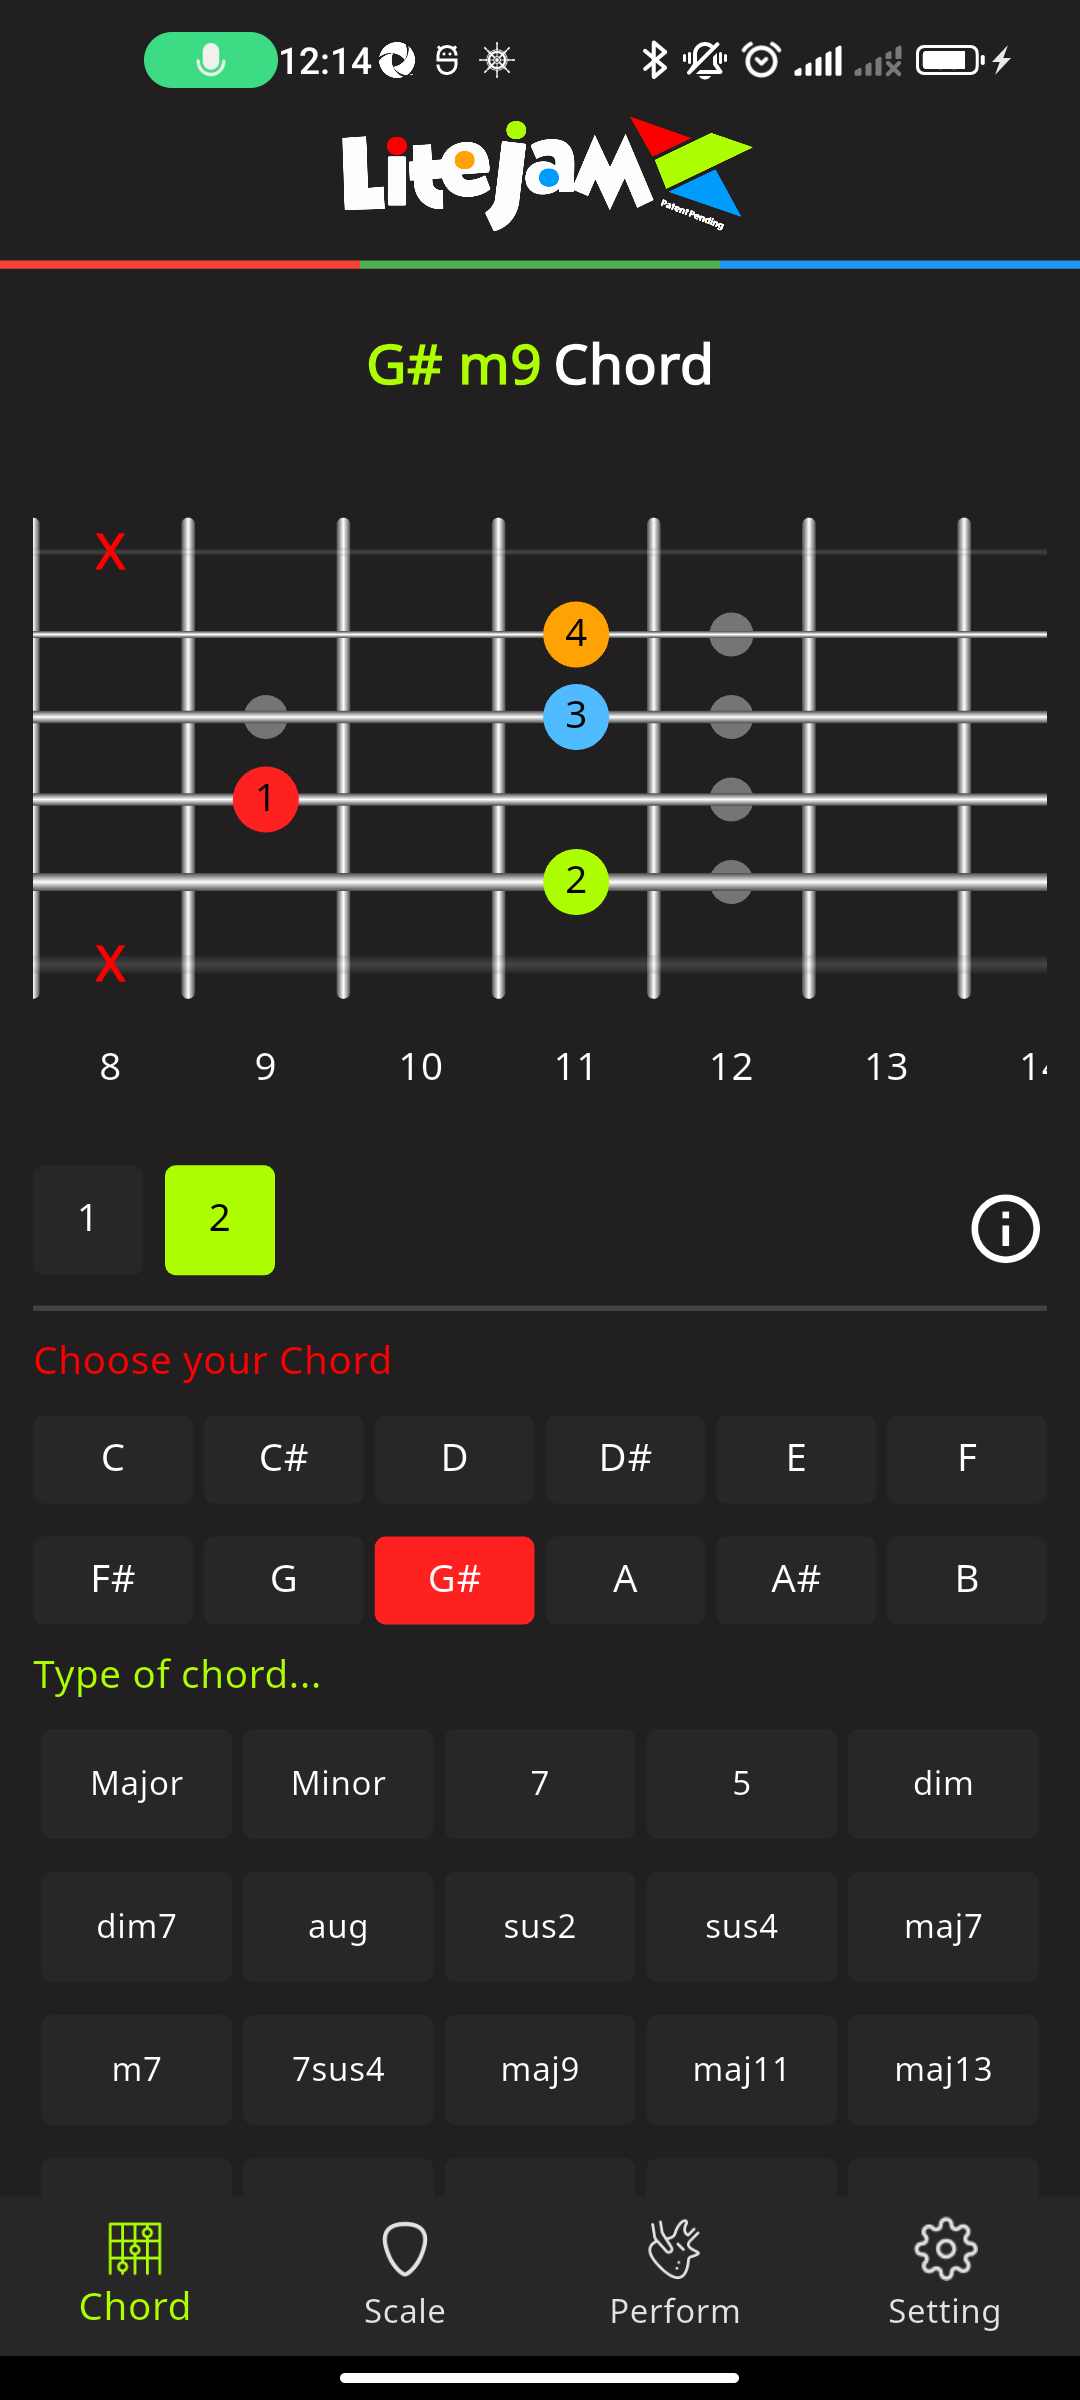 12:14
Litejam
Patent Pending
G# m9 Chord
X
4
3
1
2
X
8 9 10 11 12 13 14
1 2
Choose your Chord
C C# D D# E F
F# G G# A A# B
Type of chord...
Major Minor 7 5 dim
dim7 aug sus2 sus4 maj7
m7 7sus4 maj9 maj11 maj13
Chord Scale Perform Setting